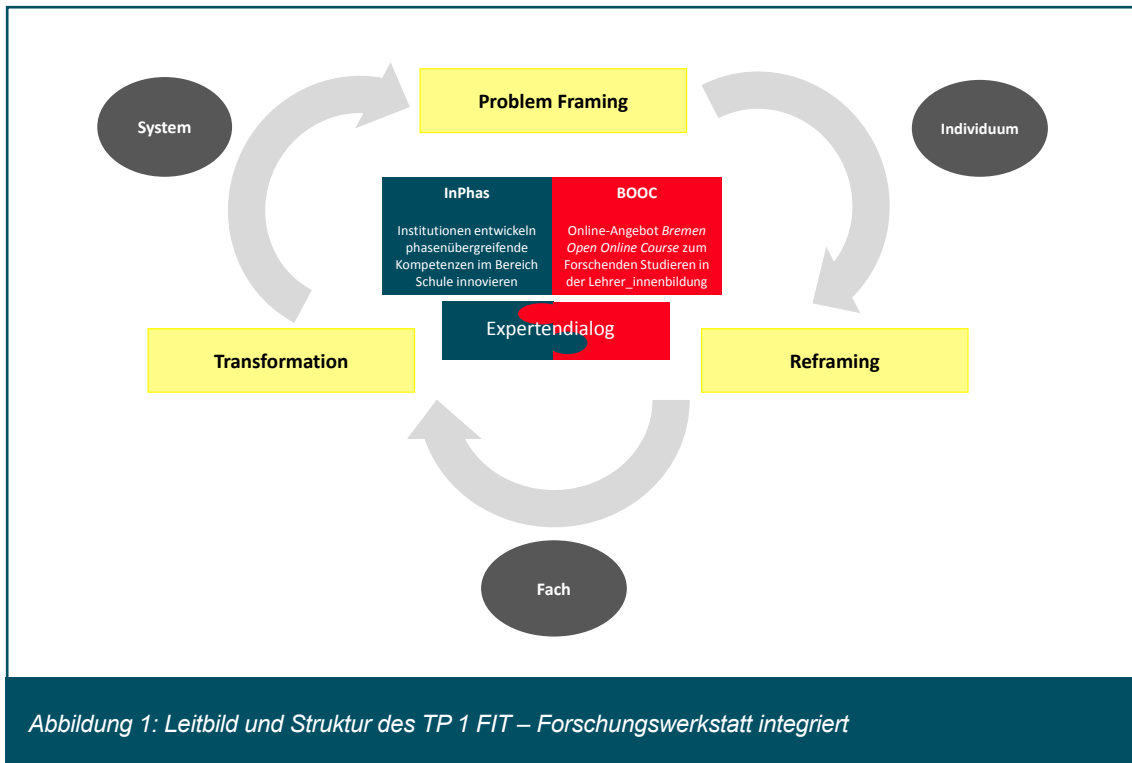 Problem Framing
System
Individuum
InPhas
Institutionen entwickeln
phasenübergreifende
Kompetenzen im Bereich
Schule innovieren
BOOC
Online-Angebot Bremen
Open Online Course zum
Forschenden Studieren in
der Lehrer_innenbildung
Expertendialog
Transformation
Reframing
Fach
Abbildung 1: Leitbild und Struktur des TP 1 FIT – Forschungswerkstatt integriert